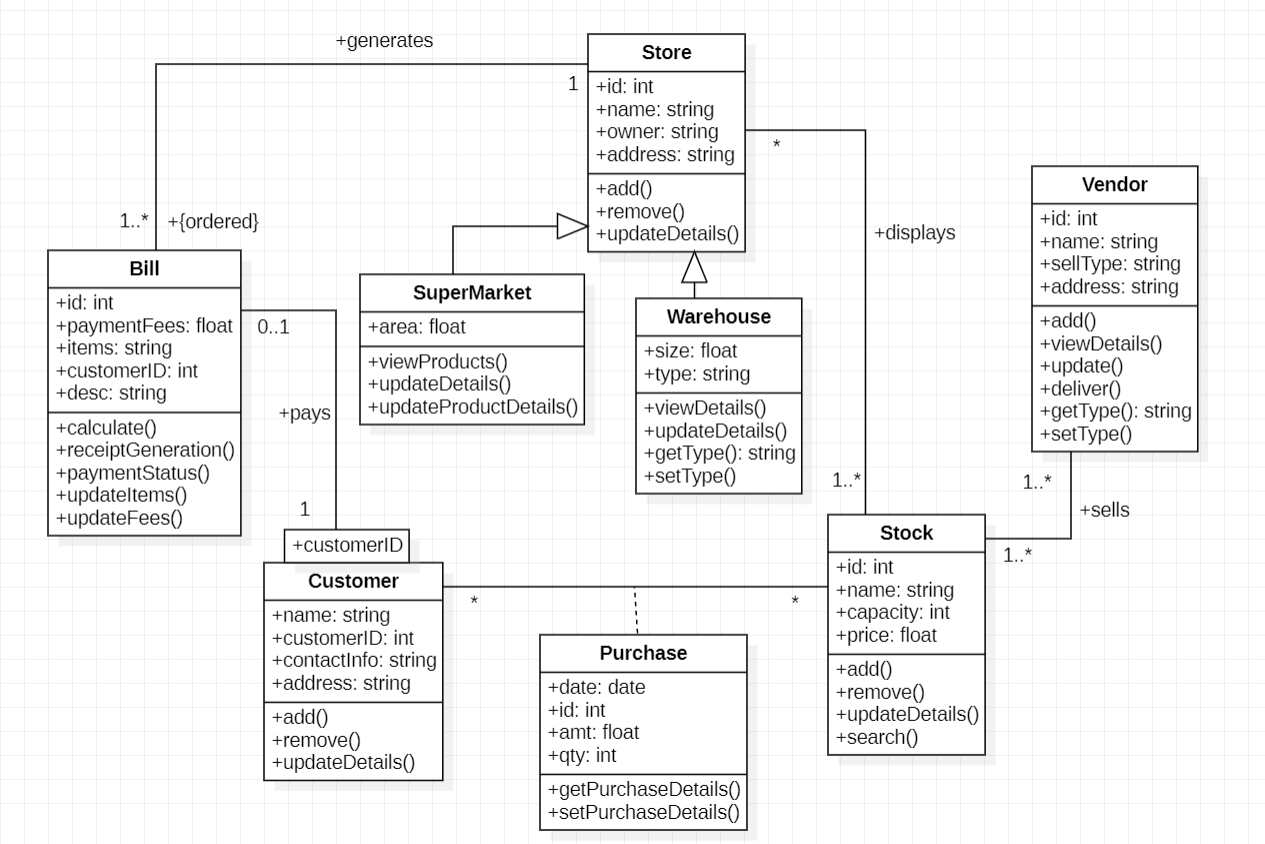 +generates
Store
1
+id: int
+name: string
+owner: string
+address: string
+add()
+remove()
+updateDetails()
*
+displays
1..*
Vendor
+id: int
+name: string
+sellType: string
+address: string
+add()
+viewDetails()
+update()
+deliver()
+getType(): string
+setType()
1..*
+sells
1..*
1..*
+{ordered}
Bill
+id: int
+paymentFees: float
+items: string
+customerID: int
+desc: string
+calculate()
+receiptGeneration()
+paymentStatus()
+updateItems()
+updateFees()
0..1
+pays
1
SuperMarket
+area: float
+viewProducts()
+updateDetails()
+updateProductDetails()
Warehouse
+size: float
+type: string
+viewDetails()
+updateDetails()
+getType(): string
+setType()
+customerID
Customer
+name: string
+customerID: int
+contactInfo: string
+address: string
+add()
+remove()
+updateDetails()
*
*
Purchase
+date: date
+id: int
+amt: float
+qty: int
+getPurchaseDetails()
+setPurchaseDetails()
Stock
+id: int
+name: string
+capacity: int
+price: float
+add()
+remove()
+updateDetails()
+search()